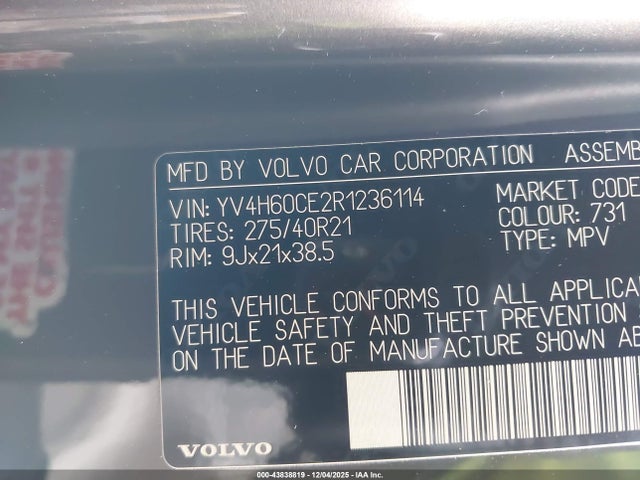 MFD BY VOLVO CAR CORPORATION ASSEMB
VIN: YV4H60CE2R1236114
MARKET CODE
TIRES: 275/40R21
COLOUR: 731
RIM: 9Jx21x38.5
TYPE: MPV
THIS VEHICLE CONFORMS TO ALL APPLICA
VEHICLE SAFETY AND THEFT PREVENTION
ON THE DATE OF MANUFACTURE SHOWN AB
VOLVO
000-43838819 - 12/04/2025 - IAA Inc.